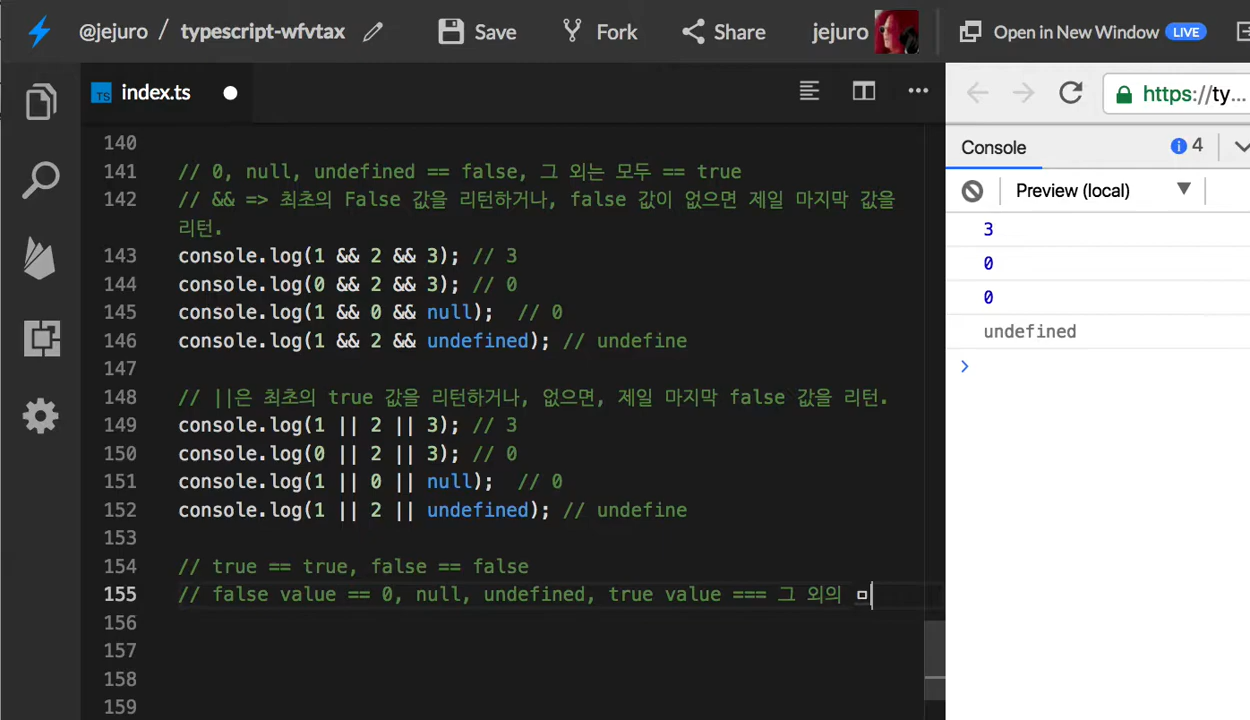 @jejuro / typescript-wfvtax Save Fork Share jejuro Open in New Window LIVE
TS index.ts
https://ty...
Console 4
Preview (local)
140
141 // 0, null, undefined == false, 그 외는 모두 == true
142 // && => 최초의 False 값을 리턴하거나, false 값이 없으면 제일 마지막 값을
리턴.
143 console.log(1 && 2 && 3); // 3
144 console.log(0 && 2 && 3); // 0
145 console.log(1 && 0 && null);  // 0
146 console.log(1 && 2 && undefined); // undefine
147
148 // ||은 최초의 true 값을 리턴하거나, 없으면, 제일 마지막 false 값을 리턴.
149 console.log(1 || 2 || 3); // 3
150 console.log(0 || 2 || 3); // 0
151 console.log(1 || 0 || null);  // 0
152 console.log(1 || 2 || undefined); // undefine
153
154 // true == true, false == false
155 // false value == 0, null, undefined, true value === 그 외의 ㅁ
156
157
158
159
3
0
0
undefined